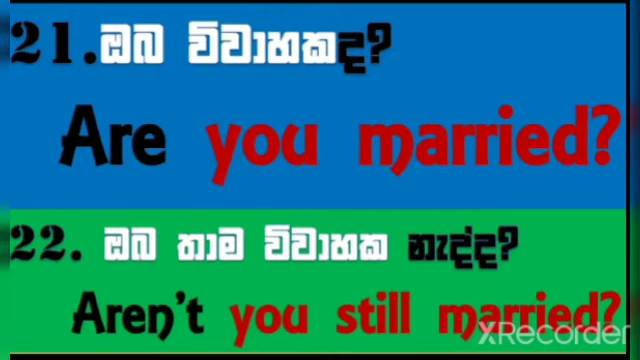 21.ඔබ විවාහකද?
Are you married?
22. ඔබ තාම විවාහක නැද්ද?
Aren't you still married?
XRecorder